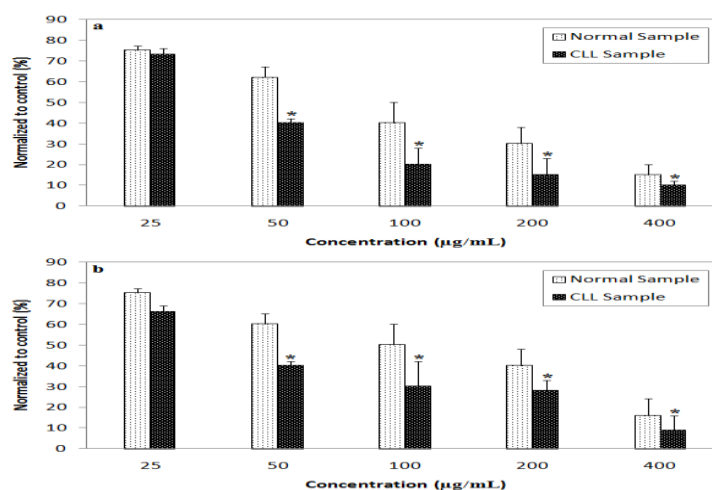 a
Normalized to control (%)
90
80
70
60
50
40
30
20
10
0
Normal Sample
CLL Sample
*
*
*
*
25 50 100 200 400
Concentration (µg/mL)
b
Normalized to control (%)
90
80
70
60
50
40
30
20
10
0
Normal Sample
CLL Sample
*
*
*
*
25 50 100 200 400
Concentration (µg/mL)